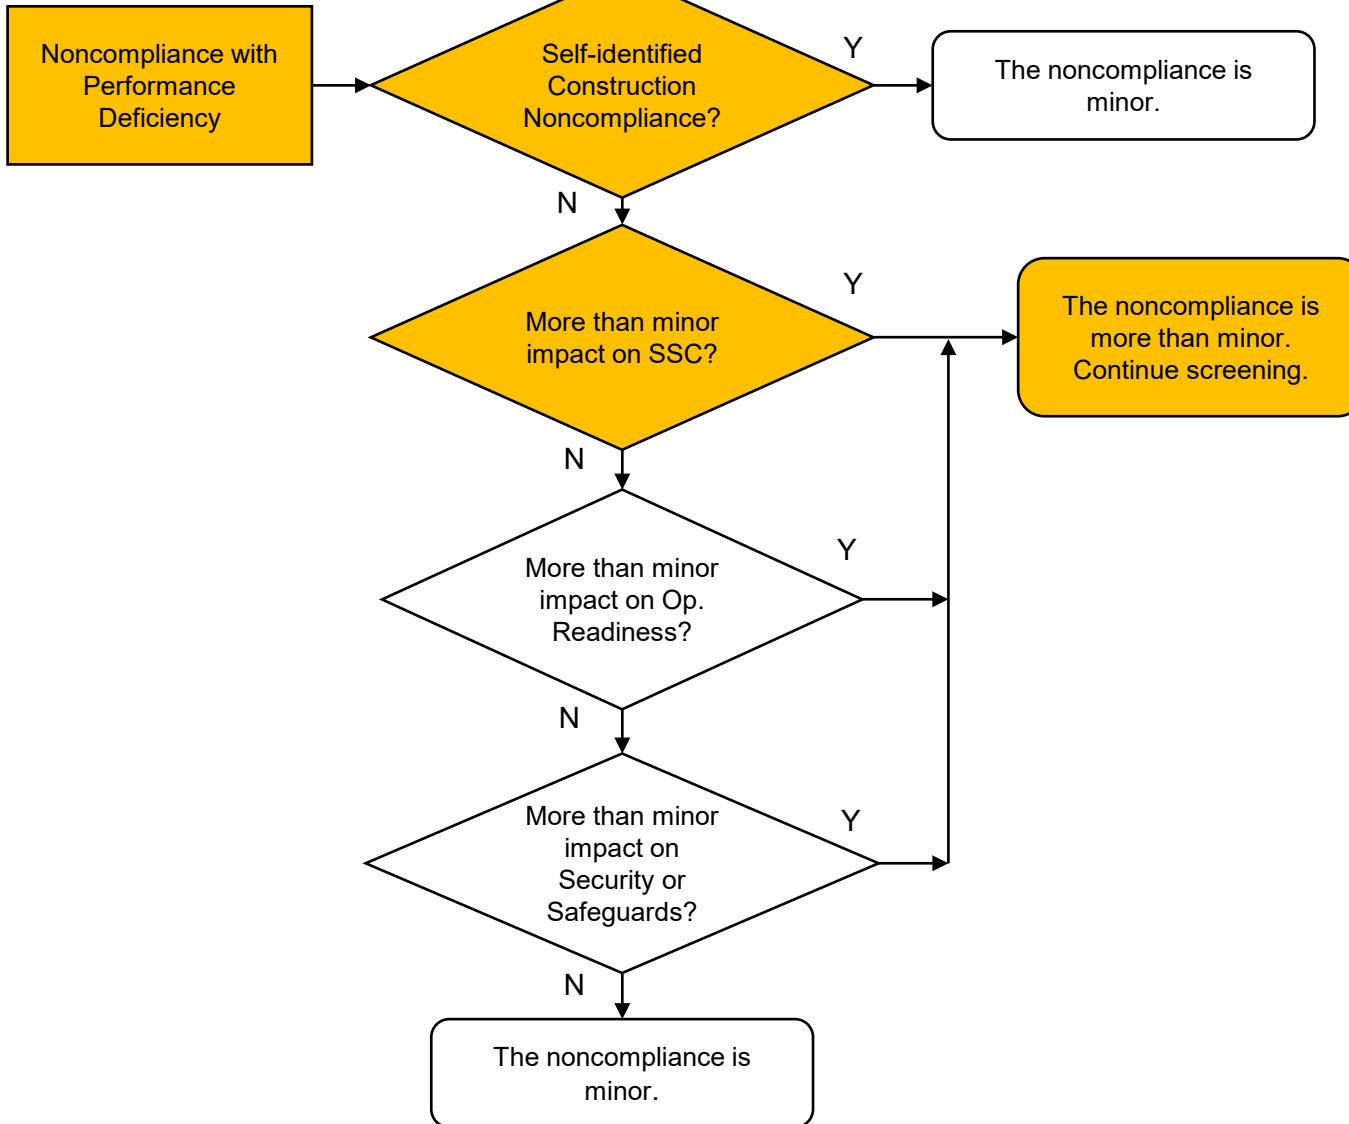 Noncompliance with
Performance
Deficiency
Self-identified
Construction
Noncompliance?
Y
The noncompliance is
minor.
N
More than minor
impact on SSC?
Y
The noncompliance is
more than minor.
Continue screening.
N
More than minor
impact on Op.
Readiness?
Y
N
More than minor
impact on
Security or
Safeguards?
Y
N
The noncompliance is
minor.